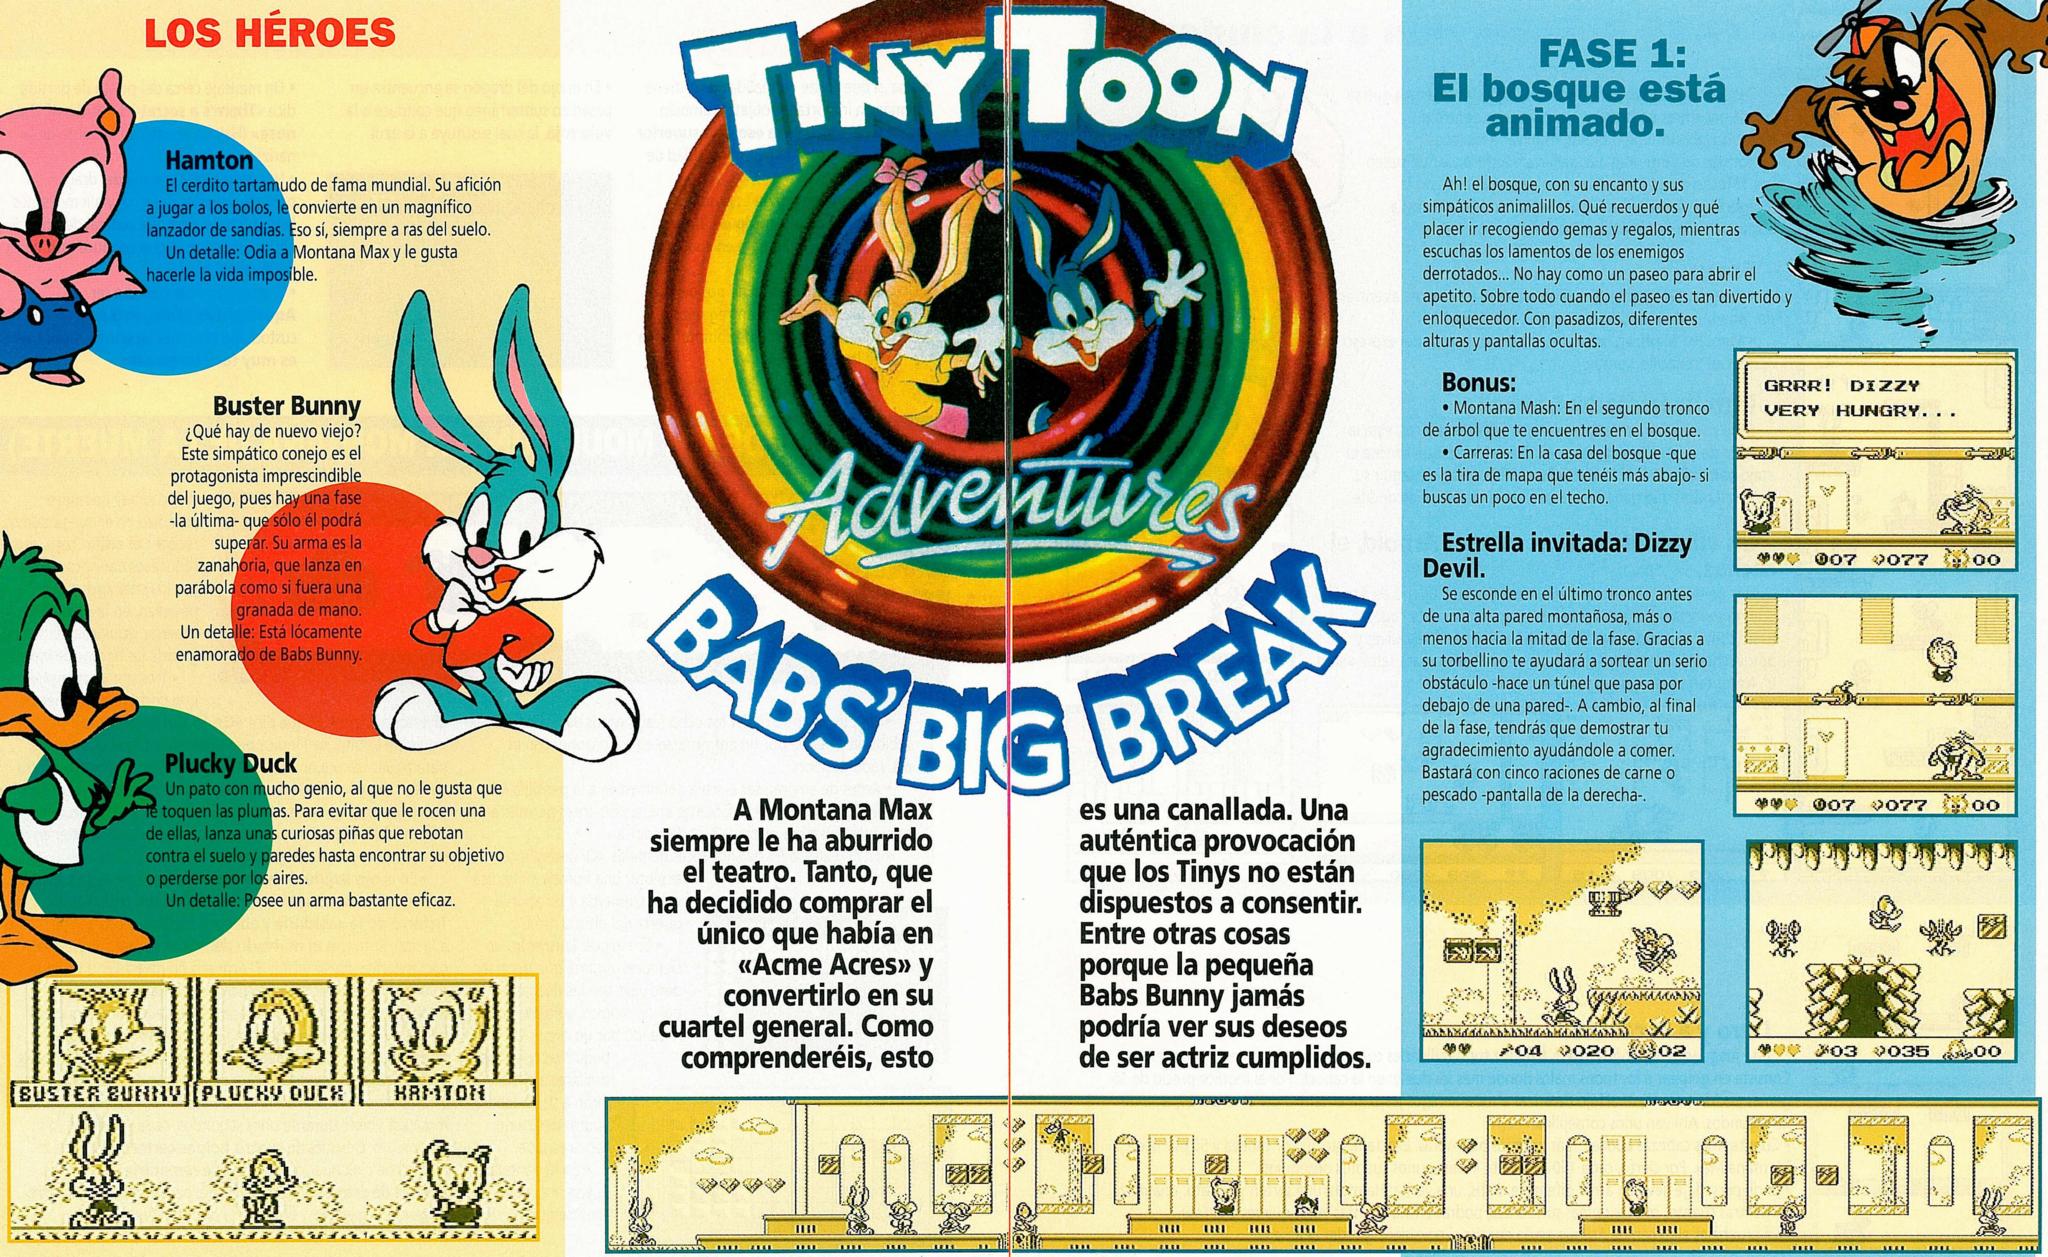 LOS HÉROES
Hamton
El cerdito tartamudo de fama mundial. Su afición
a jugar a los bolos, le convierte en un magnífico
lanzador de sandías. Eso sí, siempre a ras del suelo.
Un detalle: Odia a Montana Max y le gusta
hacerle la vida imposible.
Buster Bunny
¿Qué hay de nuevo viejo?
Este simpático conejo es el
protagonista imprescindible
del juego, pues hay una fase
-la última- que sólo él podrá
superar. Su arma es la
zanahoria, que lanza en
parábola como si fuera una
granada de mano.
Un detalle: Está lócamente
enamorado de Babs Bunny.
Plucky Duck
Un pato con mucho genio, al que no le gusta que
le toquen las plumas. Para evitar que le rocen una
de ellas, lanza unas curiosas piñas que rebotan
contra el suelo y paredes hasta encontrar su objetivo
o perderse por los aires.
Un detalle: Posee un arma bastante eficaz.
BUSTER BUNNY PLUCKY DUCK HAMTON
TINY TOON
Adventures
BABS' BIG BREAK
A Montana Max
siempre le ha aburrido
el teatro. Tanto, que
ha decidido comprar el
único que había en
«Acme Acres» y
convertirlo en su
cuartel general. Como
comprenderéis, esto
es una canallada. Una
auténtica provocación
que los Tinys no están
dispuestos a consentir.
Entre otras cosas
porque la pequeña
Babs Bunny jamás
podría ver sus deseos
de ser actriz cumplidos.
FASE 1:
El bosque está
animado.
Ah! el bosque, con su encanto y sus
simpáticos animalillos. Qué recuerdos y qué
placer ir recogiendo gemas y regalos, mientras
escuchas los lamentos de los enemigos
derrotados... No hay como un paseo para abrir el
apetito. Sobre todo cuando el paseo es tan divertido y
enloquecedor. Con pasadizos, diferentes
alturas y pantallas ocultas.
Bonus:
• Montana Mash: En el segundo tronco
de árbol que te encuentres en el bosque.
• Carreras: En la casa del bosque -que
es la tira de mapa que tenéis más abajo- si
buscas un poco en el techo.
Estrella invitada: Dizzy
Devil.
Se esconde en el último tronco antes
de una alta pared montañosa, más o
menos hacia la mitad de la fase. Gracias a
su torbellino te ayudará a sortear un serio
obstáculo -hace un túnel que pasa por
debajo de una pared-. A cambio, al final
de la fase, tendrás que demostrar tu
agradecimiento ayudándole a comer.
Bastará con cinco raciones de carne o
pescado -pantalla de la derecha-.
GRRR! DIZZY
VERY HUNGRY...
07 077 00
07 077 00
04 020 02
03 035 00